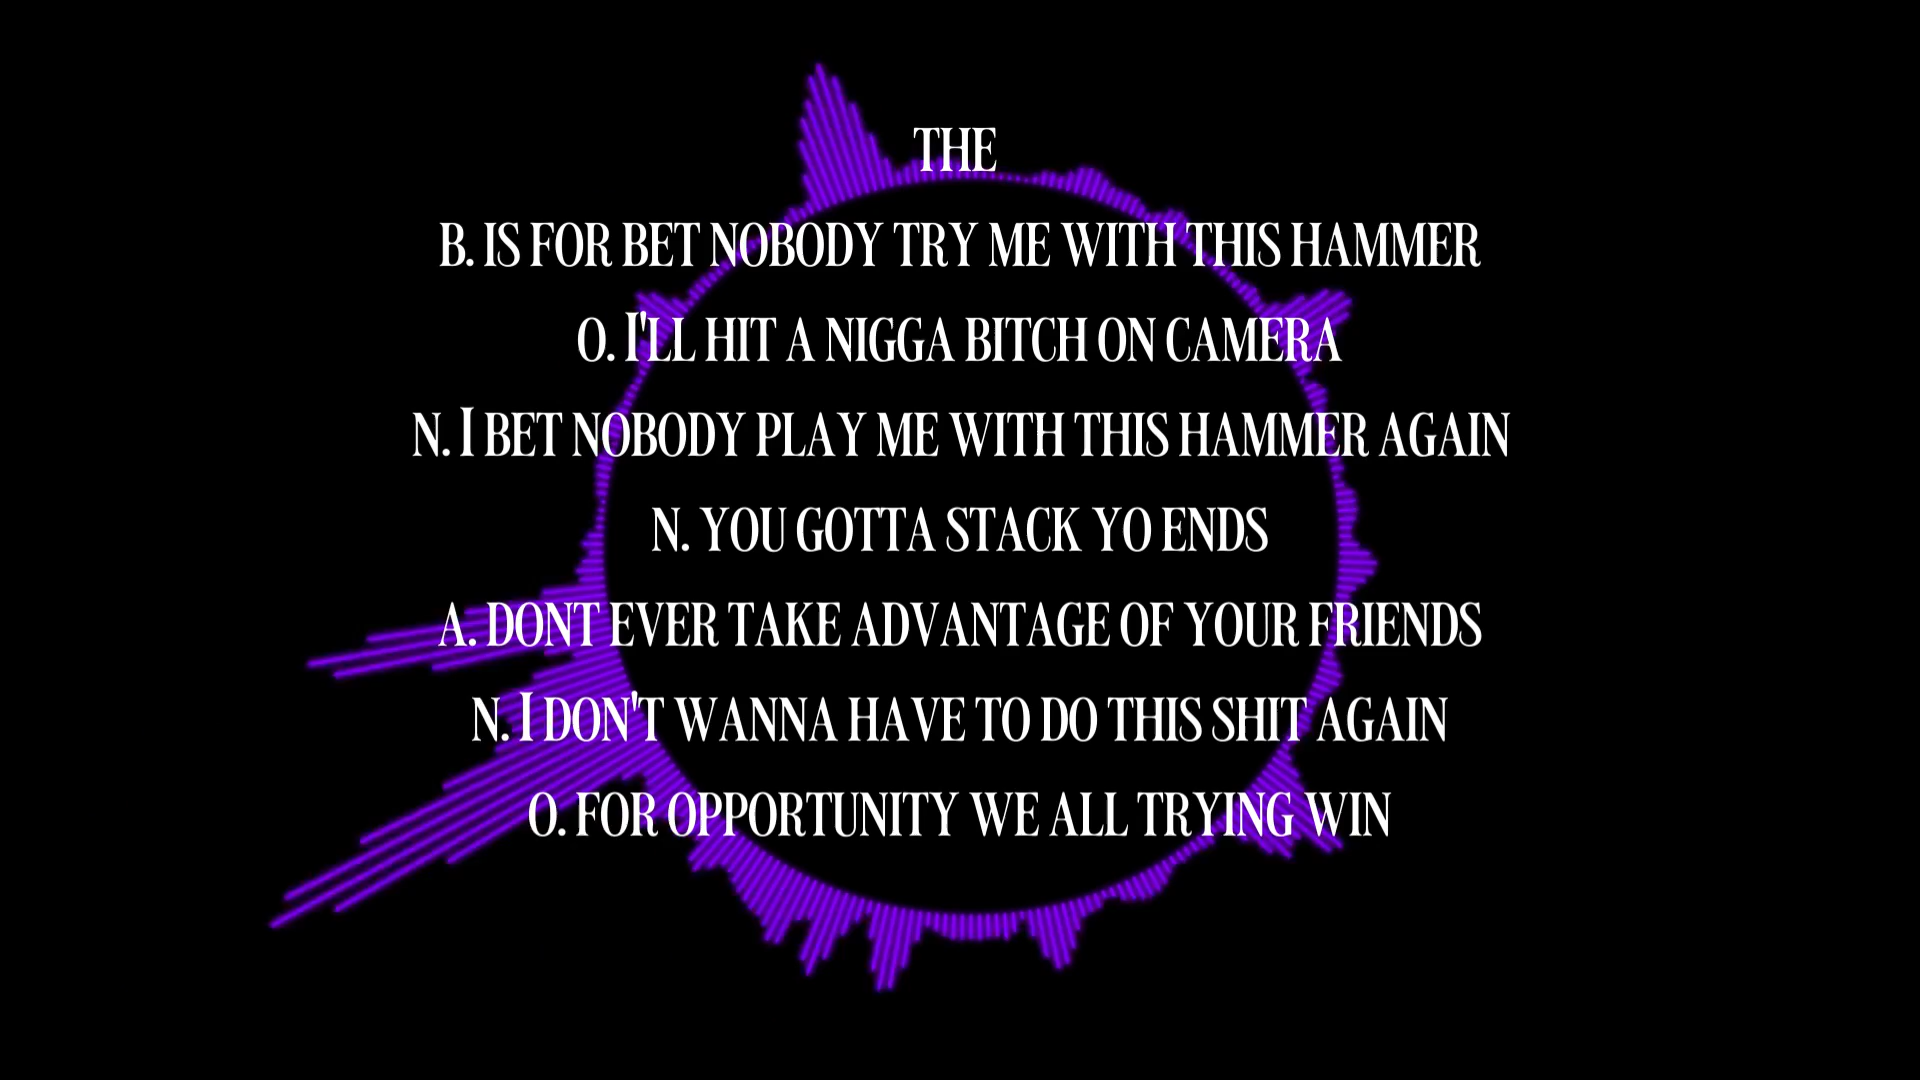 THE
B. IS FOR BET NOBODY TRY ME WITH THIS HAMMER
O. I'LL HIT A NIGGA BITCH ON CAMERA
N. I BET NOBODY PLAY ME WITH THIS HAMMER AGAIN
N. YOU GOTTA STACK YO ENDS
A. DONT EVER TAKE ADVANTAGE OF YOUR FRIENDS
N. I DON'T WANNA HAVE TO DO THIS SHIT AGAIN
O. FOR OPPORTUNITY WE ALL TRYING WIN